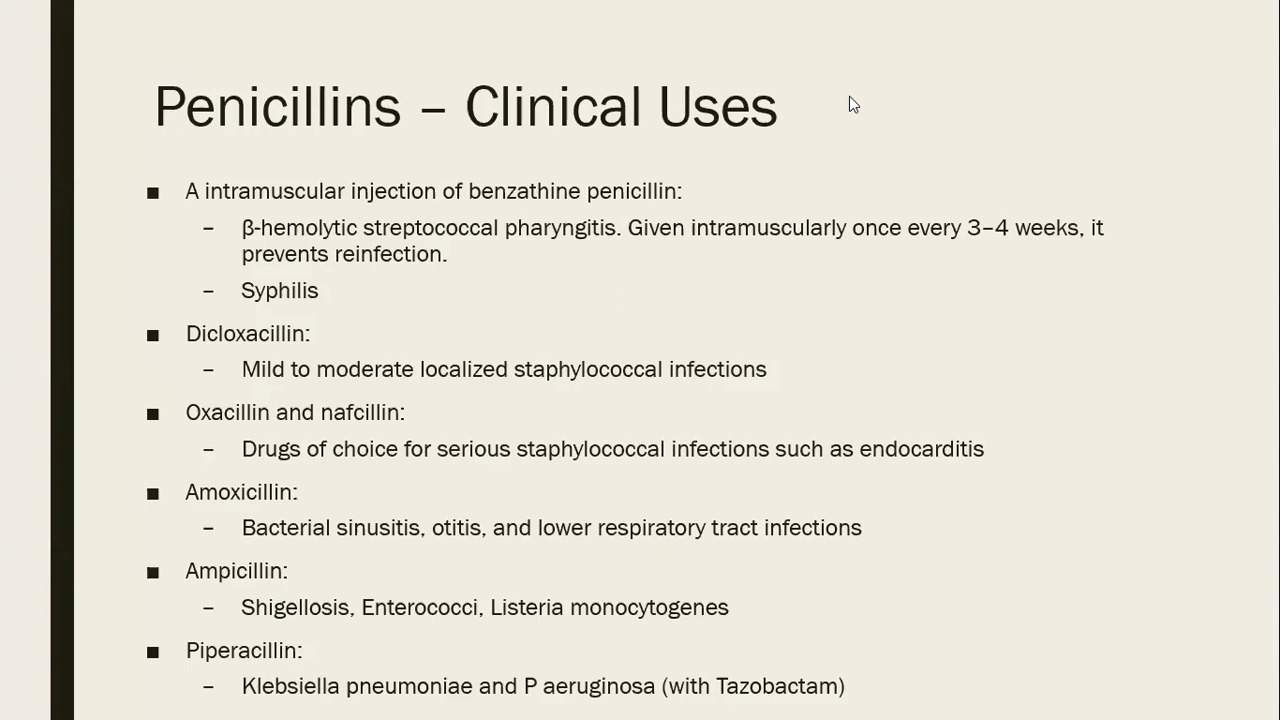 Penicillins – Clinical Uses
■ A intramuscular injection of benzathine penicillin:
– β-hemolytic streptococcal pharyngitis. Given intramuscularly once every 3–4 weeks, it
prevents reinfection.
– Syphilis
■ Dicloxacillin:
– Mild to moderate localized staphylococcal infections
■ Oxacillin and nafcillin:
– Drugs of choice for serious staphylococcal infections such as endocarditis
■ Amoxicillin:
– Bacterial sinusitis, otitis, and lower respiratory tract infections
■ Ampicillin:
– Shigellosis, Enterococci, Listeria monocytogenes
■ Piperacillin:
– Klebsiella pneumoniae and P aeruginosa (with Tazobactam)